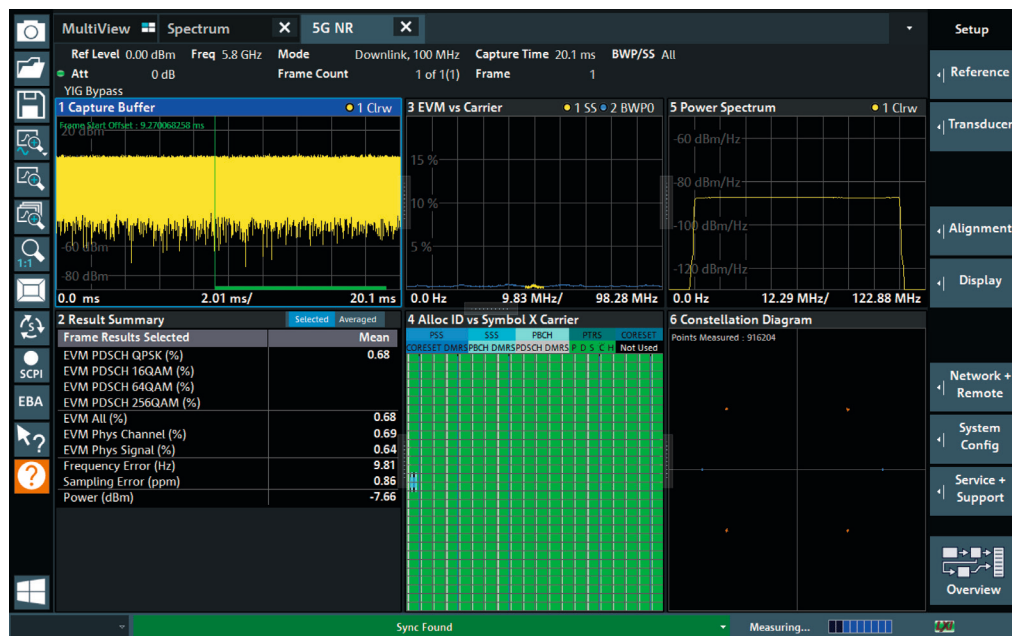 MultiView Spectrum 5G NR
Setup
Ref Level 0.00 dBm Freq 5.8 GHz Mode Downlink, 100 MHz Capture Time 20.1 ms BWP/SS All
Att 0 dB Frame Count 1 of 1(1) Frame 1
YIG Bypass
Reference
Transducer
Alignment
Display
Network +
Remote
System
Config
Service +
Support
Overview
1:1
SCPI
EBA
1 Capture Buffer 1 Clrw
Frame Start Offset : 9.270068258 ms
20 dBm
-60 dBm
-80 dBm
0.0 ms 2.01 ms/ 20.1 ms
3 EVM vs Carrier 1 SS 2 BWP0
15 %
10 %
5 %
0.0 Hz 9.83 MHz/ 98.28 MHz
5 Power Spectrum 1 Clrw
-60 dBm/Hz
-80 dBm/Hz
-100 dBm/Hz
-120 dBm/Hz
0.0 Hz 12.29 MHz/ 122.88 MHz
2 Result Summary Selected Averaged
Frame Results Selected Mean
EVM PDSCH QPSK (%) 0.68
EVM PDSCH 16QAM (%)
EVM PDSCH 64QAM (%)
EVM PDSCH 256QAM (%)
EVM All (%) 0.68
EVM Phys Channel (%) 0.69
EVM Phys Signal (%) 0.64
Frequency Error (Hz) 9.81
Sampling Error (ppm) 0.86
Power (dBm) -7.66
4 Alloc ID vs Symbol X Carrier
PSS SSS PBCH PTRS CORESET
CORESET DMRS PBCH DMRS PDSCH DMRS P D S C H Not Used
6 Constellation Diagram
Points Measured : 916204
Sync Found
Measuring...